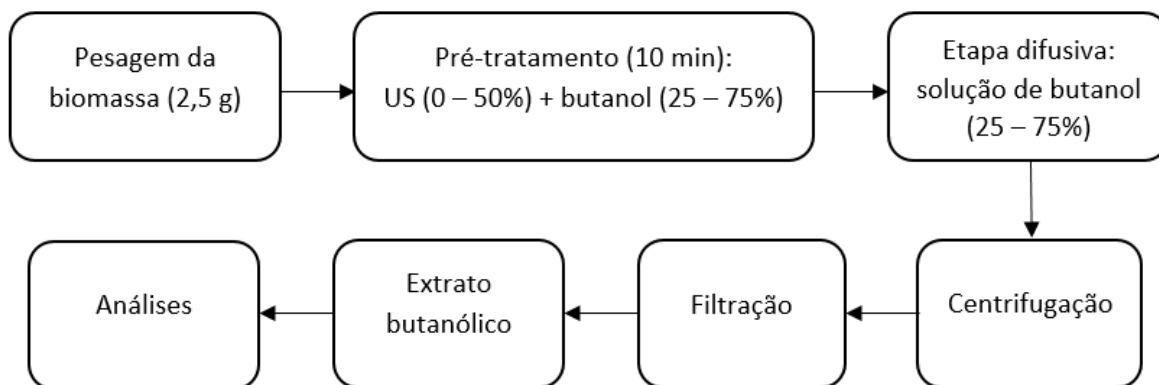 Pesagem da
biomassa (2,5 g)
Pré-tratamento (10 min):
US (0 – 50%) + butanol (25 – 75%)
Etapa difusiva:
solução de butanol
(25 – 75%)
Centrifugação
Filtração
Extrato
butanólico
Análises